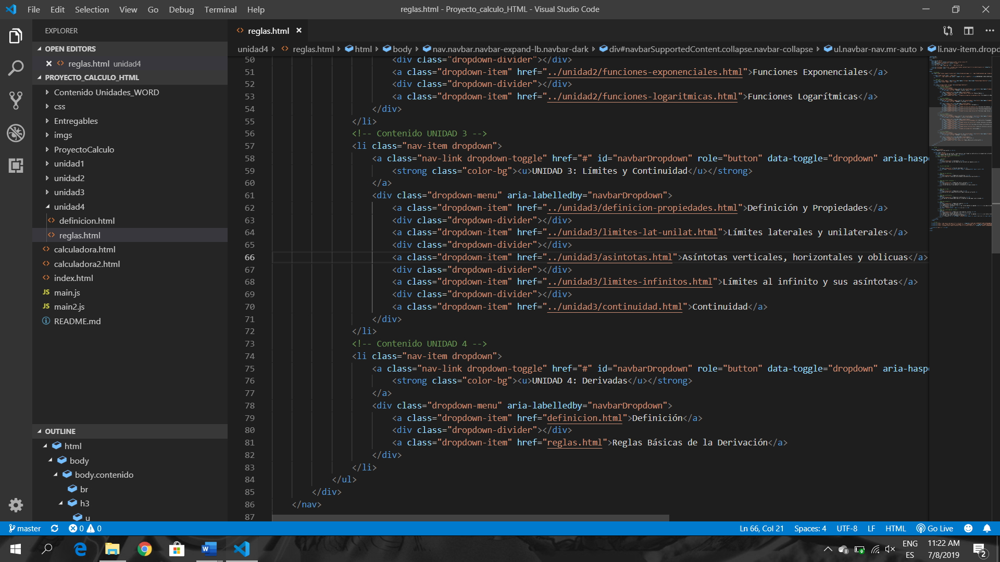 File Edit Selection View Go Debug Terminal Help
reglas.html - Proyecto_calculo_HTML - Visual Studio Code
EXPLORER
OPEN EDITORS
reglas.html unidad4
PROYECTO_CALCULO_HTML
Contenido Unidades_WORD
css
Entregables
imgs
ProyectoCalculo
unidad1
unidad2
unidad3
unidad4
definicion.html
reglas.html
calculadora.html
calculadora2.html
index.html
JS main.js
JS main2.js
README.md
OUTLINE
html
body
body.contenido
br
h3
u
reglas.html
unidad4 reglas.html html body nav.navbar.navbar-expand-lb.navbar-dark div#navbarSupportedContent.collapse.navbar-collapse ul.navbar-nav.mr-auto li.nav-item.dropd
50 <div class="dropdown-divider"></div>
51 <a class="dropdown-item" href="../unidad2/funciones-exponenciales.html">Funciones Exponenciales</a>
52 <div class="dropdown-divider"></div>
53 <a class="dropdown-item" href="../unidad2/funciones-logaritmicas.html">Funciones Logarítmicas</a>
54 </div>
55 </li>
56 <!-- Contenido UNIDAD 3 -->
57 <li class="nav-item dropdown">
58 <a class="nav-link dropdown-toggle" href="#" id="navbarDropdown" role="button" data-toggle="dropdown" aria-haspo
59 <strong class="color-bg"><u>UNIDAD 3: Límites y Continuidad</u></strong>
60 </a>
61 <div class="dropdown-menu" aria-labelledby="navbarDropdown">
62 <a class="dropdown-item" href="../unidad3/definicion-propiedades.html">Definición y Propiedades</a>
63 <div class="dropdown-divider"></div>
64 <a class="dropdown-item" href="../unidad3/limites-lat-unilat.html">Límites laterales y unilaterales</a>
65 <div class="dropdown-divider"></div>
66 <a class="dropdown-item" href="../unidad3/asintotas.html">Asíntotas verticales, horizontales y oblicuas</a>
67 <div class="dropdown-divider"></div>
68 <a class="dropdown-item" href="../unidad3/limites-infinitos.html">Límites al infinito y sus asíntotas</a>
69 <div class="dropdown-divider"></div>
70 <a class="dropdown-item" href="../unidad3/continuidad.html">Continuidad</a>
71 </div>
72 </li>
73 <!-- Contenido UNIDAD 4 -->
74 <li class="nav-item dropdown">
75 <a class="nav-link dropdown-toggle" href="#" id="navbarDropdown" role="button" data-toggle="dropdown" aria-haspo
76 <strong class="color-bg"><u>UNIDAD 4: Derivadas</u></strong>
77 </a>
78 <div class="dropdown-menu" aria-labelledby="navbarDropdown">
79 <a class="dropdown-item" href="definicion.html">Definición</a>
80 <div class="dropdown-divider"></div>
81 <a class="dropdown-item" href="reglas.html">Reglas Básicas de la Derivación</a>
82 </div>
83 </li>
84 </ul>
85 </div>
86 </nav>
87
master 0 0
Ln 66, Col 21 Spaces: 4 UTF-8 LF HTML Go Live
ENG
ES
11:22 AM
7/8/2019
2